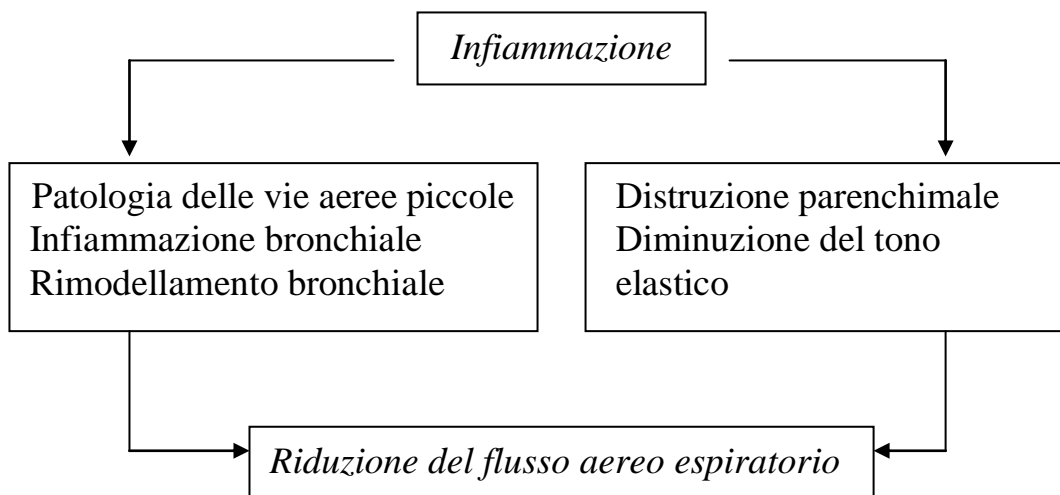 Infiammazione
Patologia delle vie aeree piccole
Infiammazione bronchiale
Rimodellamento bronchiale
Distruzione parenchimale
Diminuzione del tono
elastico
Riduzione del flusso aereo espiratorio